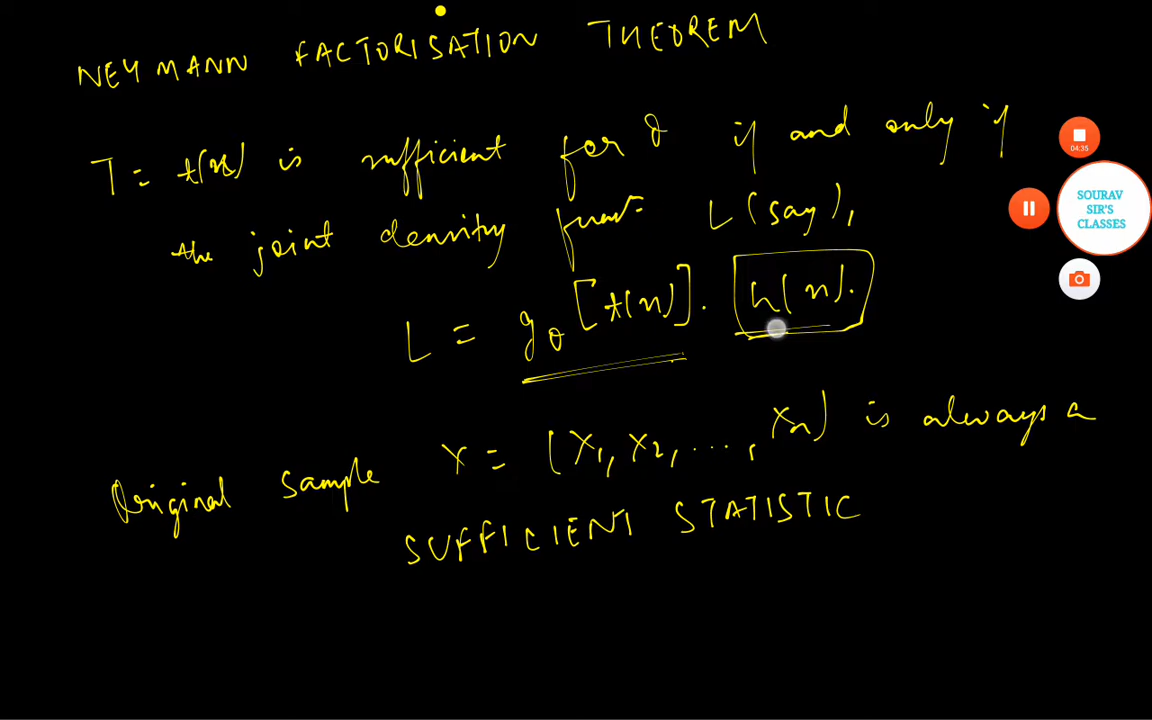 NEYMANN FACTORISATION THEOREM
T = t(x) is sufficient for θ if and only if
the joint density funⁿ L (say),
L = gθ [t(x)] . h(x).
Original sample X = (X1, X2, ..., Xn) is always a
SUFFICIENT STATISTIC
04:35
SOURAV
SIR'S
CLASSES